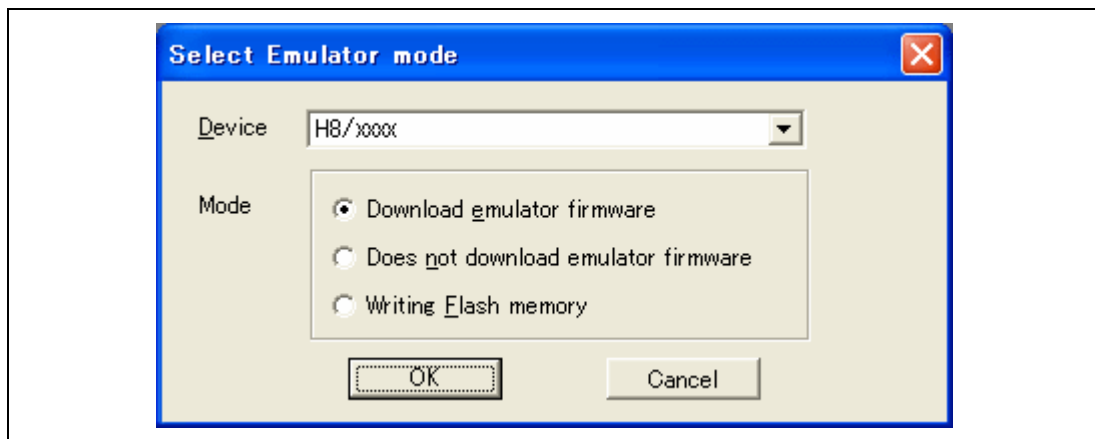 Select Emulator mode
Device H8/xxxx
Mode
Download emulator firmware
Does not download emulator firmware
Writing Flash memory
OK Cancel